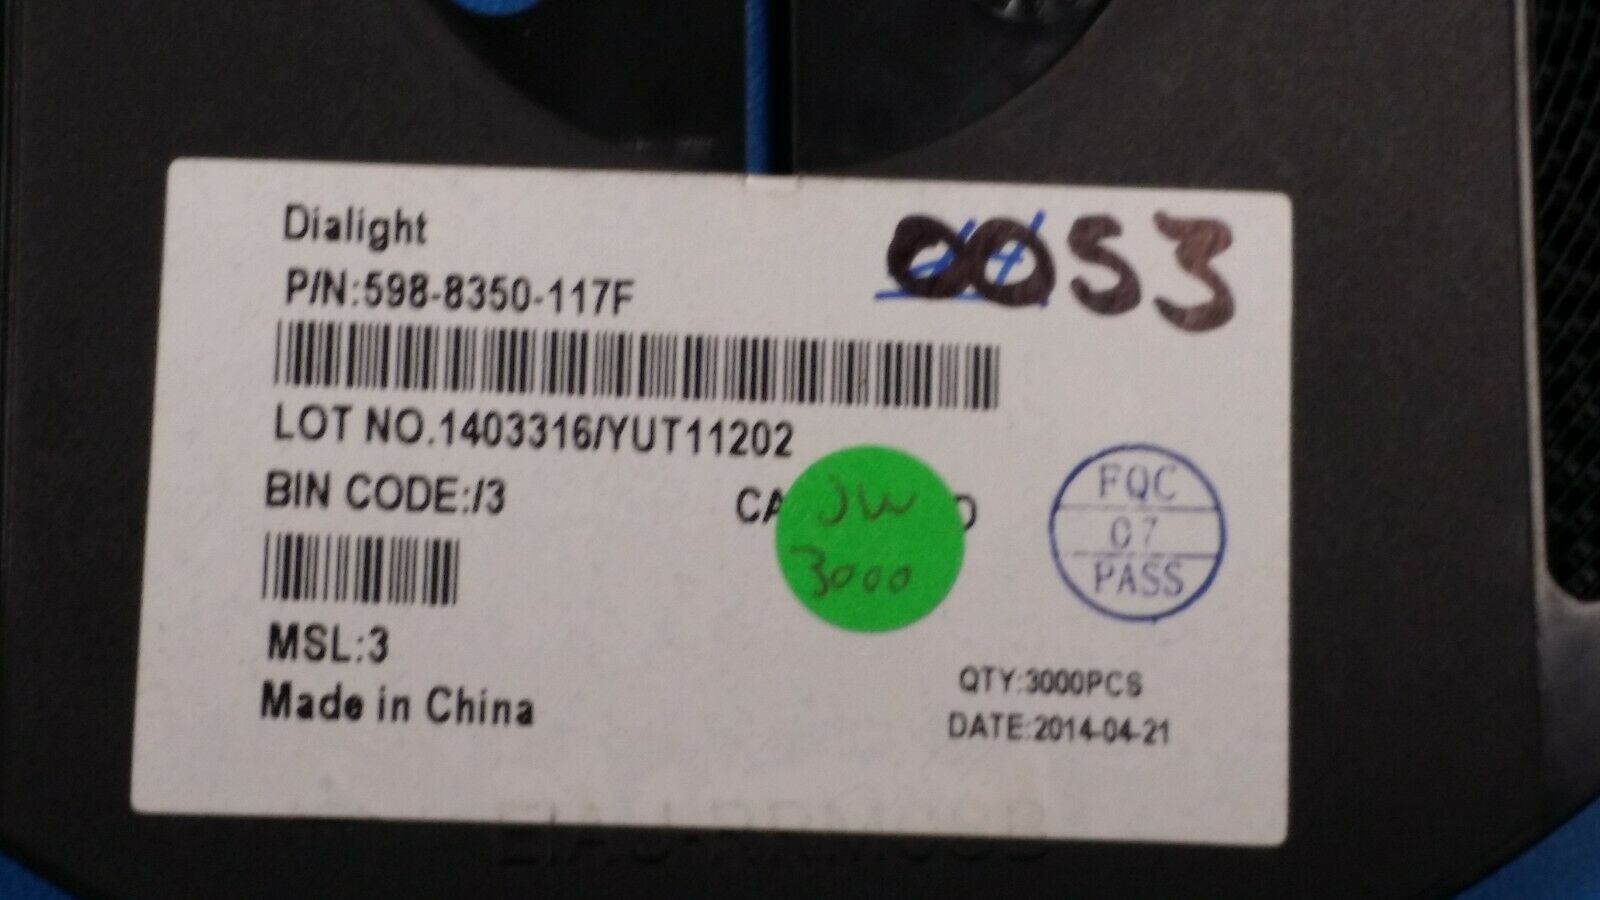 Dialight
0053
P/N:598-8350-117F
LOT NO.1403316/YUT11202
BIN CODE:/3
JW
3000
FQC
07
PASS
MSL:3
Made in China
QTY:3000PCS
DATE:2014-04-21